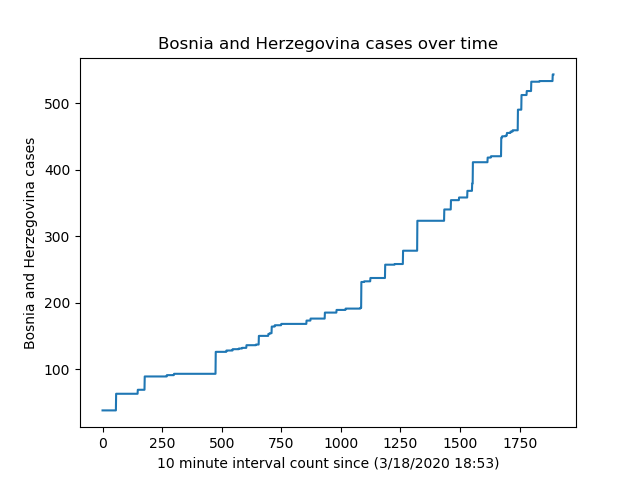 Bosnia and Herzegovina cases over time
Bosnia and Herzegovina cases
500
400
300
200
100
0 250 500 750 1000 1250 1500 1750
10 minute interval count since (3/18/2020 18:53)